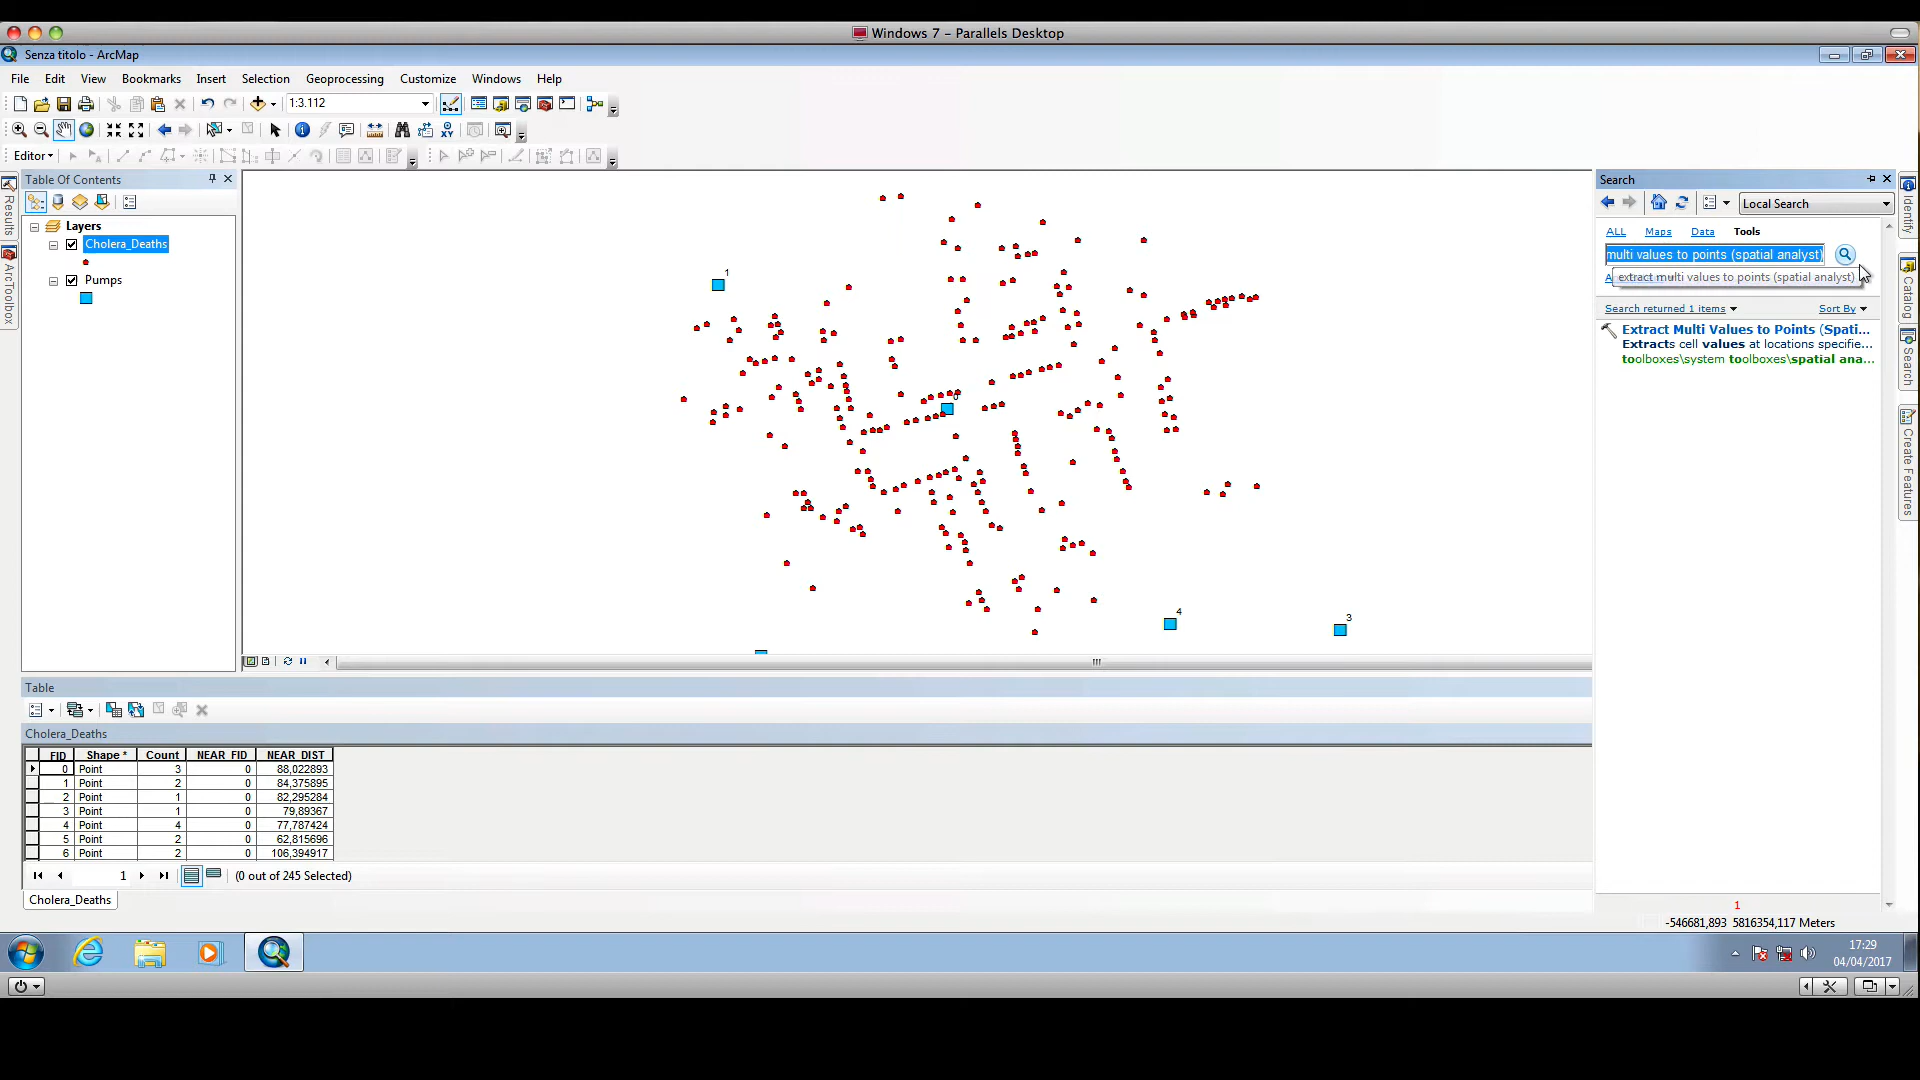 Windows 7 - Parallels Desktop
Senza titolo - ArcMap
File Edit View Bookmarks Insert Selection Geoprocessing Customize Windows Help
1:3.112
Editor
Table Of Contents
Layers
Cholera_Deaths
Pumps
Results
ArcToolbox
1
0
4
3
Search
Local Search
ALL Maps Data Tools
multi values to points (spatial analyst)
extract multi values to points (spatial analyst)
Search returned 1 items Sort By
Extract Multi Values to Points (Spati...
Extracts cell values at locations specifie...
toolboxes\system toolboxes\spatial ana...
1
Identify
Catalog
Search
Create Features
Table
Cholera_Deaths
FID Shape * Count NEAR_FID NEAR_DIST
0 Point 3 0 88,022893
1 Point 2 0 84,375895
2 Point 1 0 82,295284
3 Point 1 0 79,89367
4 Point 4 0 77,787424
5 Point 2 0 62,815696
6 Point 2 0 106,394917
1 (0 out of 245 Selected)
Cholera_Deaths
-546681,893 5816354,117 Meters
17:29
04/04/2017